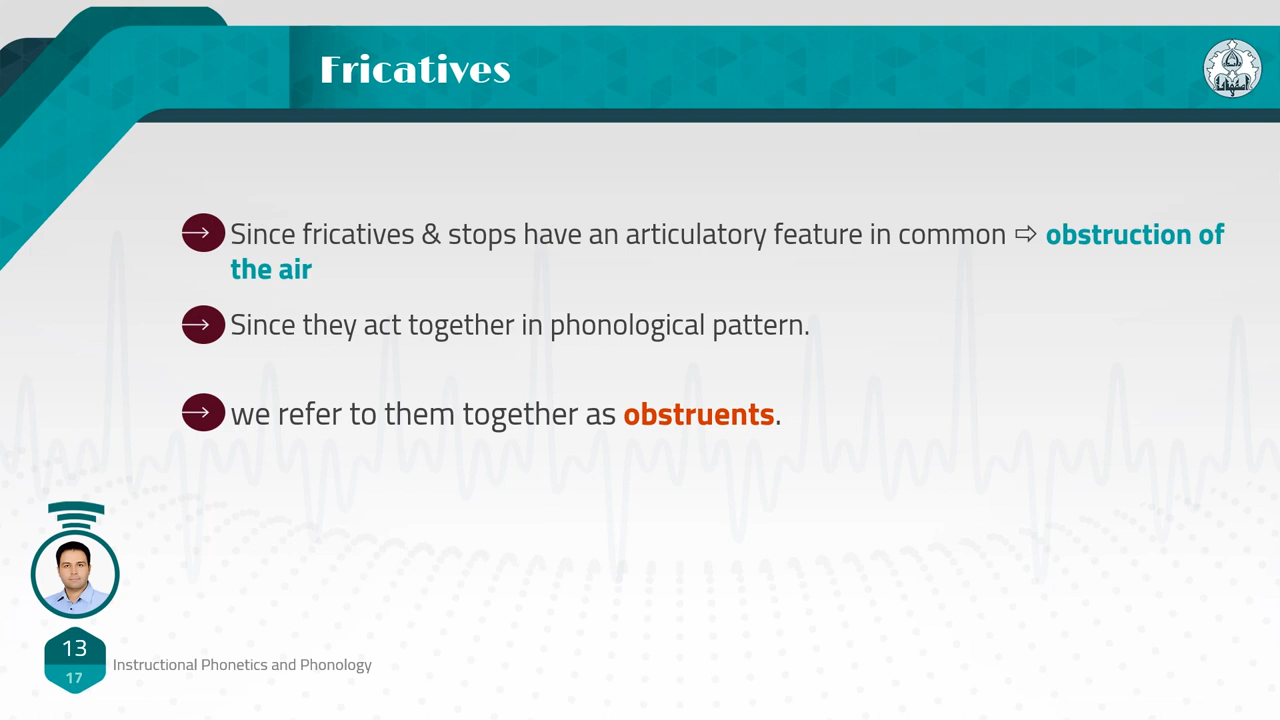 Fricatives
Since fricatives & stops have an articulatory feature in common ⇨ obstruction of
the air
Since they act together in phonological pattern.
we refer to them together as obstruents.
13
17
Instructional Phonetics and Phonology